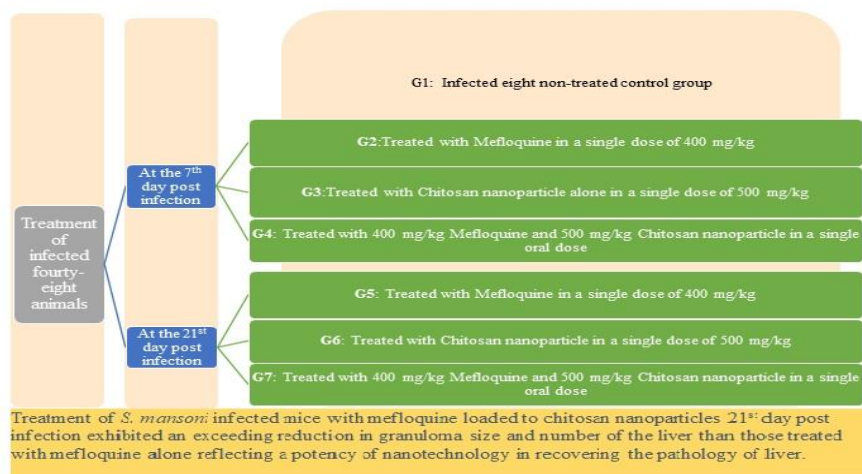 G1: Infected eight non-treated control group
G2:Treated with Mefloquine in a single dose of 400 mg/kg
At the 7th
day post
infection
G3:Treated with Chitosan nanoparticle alone in a single dose of 500 mg/kg
G4: Treated with 400 mg/kg Mefloquine and 500 mg/kg Chitosan nanoparticle in a single
oral dose
Treatment
of
infected
fourty-
eight
animals
G5: Treated with Mefloquine in a single dose of 400 mg/kg
At the 21st
day post
infection
G6: Treated with Chitosan nanoparticle in a single dose of 500 mg/kg
G7: Treated with 400 mg/kg Mefloquine and 500 mg/kg Chitosan nanoparticle in a single
oral dose
Treatment of S. mansoni infected mice with mefloquine loaded to chitosan nanoparticles 21st day post
infection exhibited an exceeding reduction in granuloma size and number of the liver than those treated
with mefloquine alone reflecting a potency of nanotechnology in recovering the pathology of liver.